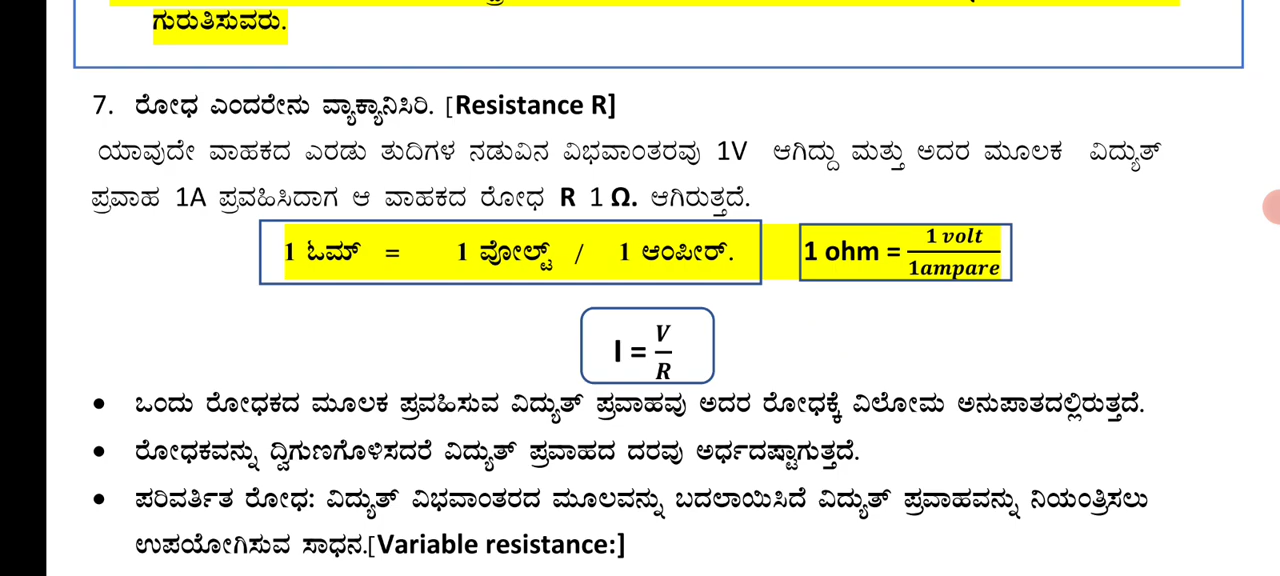 ಗುರುತಿಸುವರು.
7. ರೋಧ ಎಂದರೇನು ವ್ಯಾಕ್ಯಾನಿಸಿರಿ. [Resistance R]
ಯಾವುದೇ ವಾಹಕದ ಎರಡು ತುದಿಗಳ ನಡುವಿನ ವಿಭವಾಂತರವು 1V ಆಗಿದ್ದು ಮತ್ತು ಅದರ ಮೂಲಕ ವಿದ್ಯುತ್
ಪ್ರವಾಹ 1A ಪ್ರವಹಿಸಿದಾಗ ಆ ವಾಹಕದ ರೋಧ R 1 Ω. ಆಗಿರುತ್ತದೆ.
1 ಓಮ್ = 1 ವೋಲ್ಟ್ / 1 ಆಂಪೀರ್. 1 ohm = 1 volt / 1ampare
I = V / R
• ಒಂದು ರೋಧಕದ ಮೂಲಕ ಪ್ರವಹಿಸುವ ವಿದ್ಯುತ್ ಪ್ರವಾಹವು ಅದರ ರೋಧಕ್ಕೆ ವಿಲೋಮ ಅನುಪಾತದಲ್ಲಿರುತ್ತದೆ.
• ರೋಧಕವನ್ನು ದ್ವಿಗುಣಗೊಳಿಸದರೆ ವಿದ್ಯುತ್ ಪ್ರವಾಹದ ದರವು ಅರ್ಧದಷ್ಟಾಗುತ್ತದೆ.
• ಪರಿವರ್ತಿತ ರೋಧ: ವಿದ್ಯುತ್ ವಿಭವಾಂತರದ ಮೂಲವನ್ನು ಬದಲಾಯಿಸಿದೆ ವಿದ್ಯುತ್ ಪ್ರವಾಹವನ್ನು ನಿಯಂತ್ರಿಸಲು
ಉಪಯೋಗಿಸುವ ಸಾಧನ.[Variable resistance:]